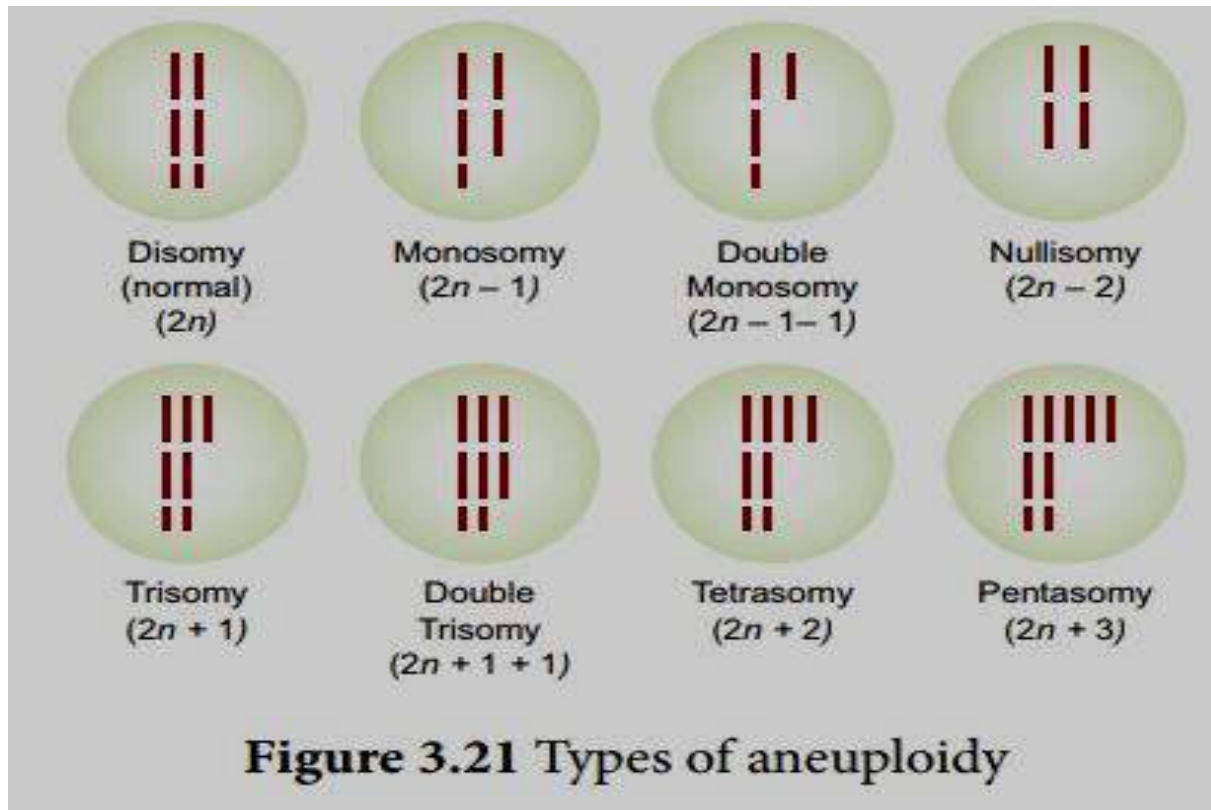 Disomy
(normal)
(2n)
Monosomy
(2n – 1)
Double
Monosomy
(2n – 1– 1)
Nullisomy
(2n – 2)
Trisomy
(2n + 1)
Double
Trisomy
(2n + 1 + 1)
Tetrasomy
(2n + 2)
Pentasomy
(2n + 3)
Figure 3.21 Types of aneuploidy